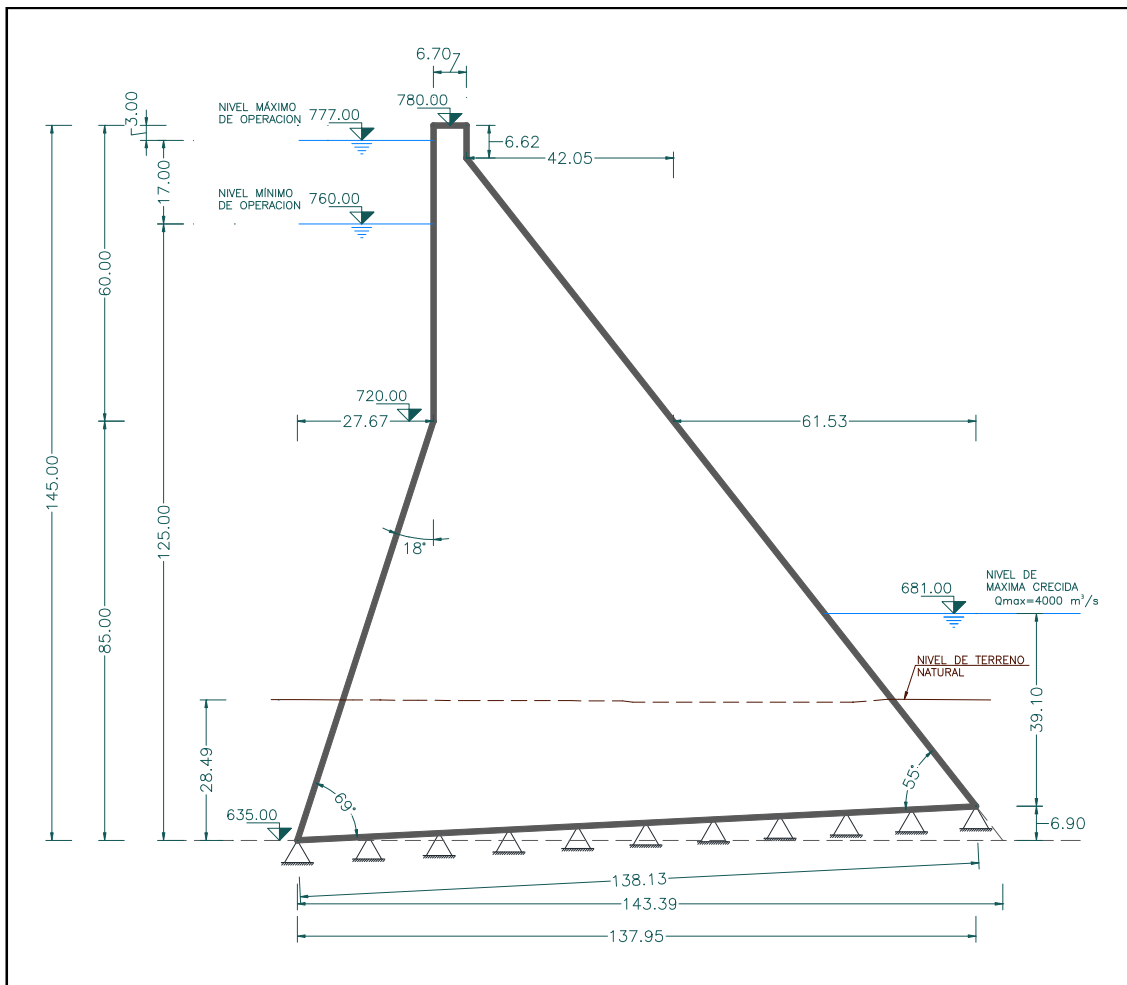 6.70
780.00
NIVEL MÁXIMO
DE OPERACION
777.00
3.00
6.62
42.05
17.00
NIVEL MÍNIMO
DE OPERACION
760.00
60.00
720.00
27.67
61.53
145.00
125.00
18°
85.00
NIVEL DE
MAXIMA CRECIDA
Qmax=4000 m³/s
681.00
NIVEL DE TERRENO
NATURAL
39.10
28.49
69°
55°
635.00
6.90
138.13
143.39
137.95